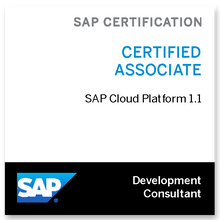 SAP CERTIFICATION
CERTIFIED
ASSOCIATE
SAP Cloud Platform 1.1
SAP
Development
Consultant